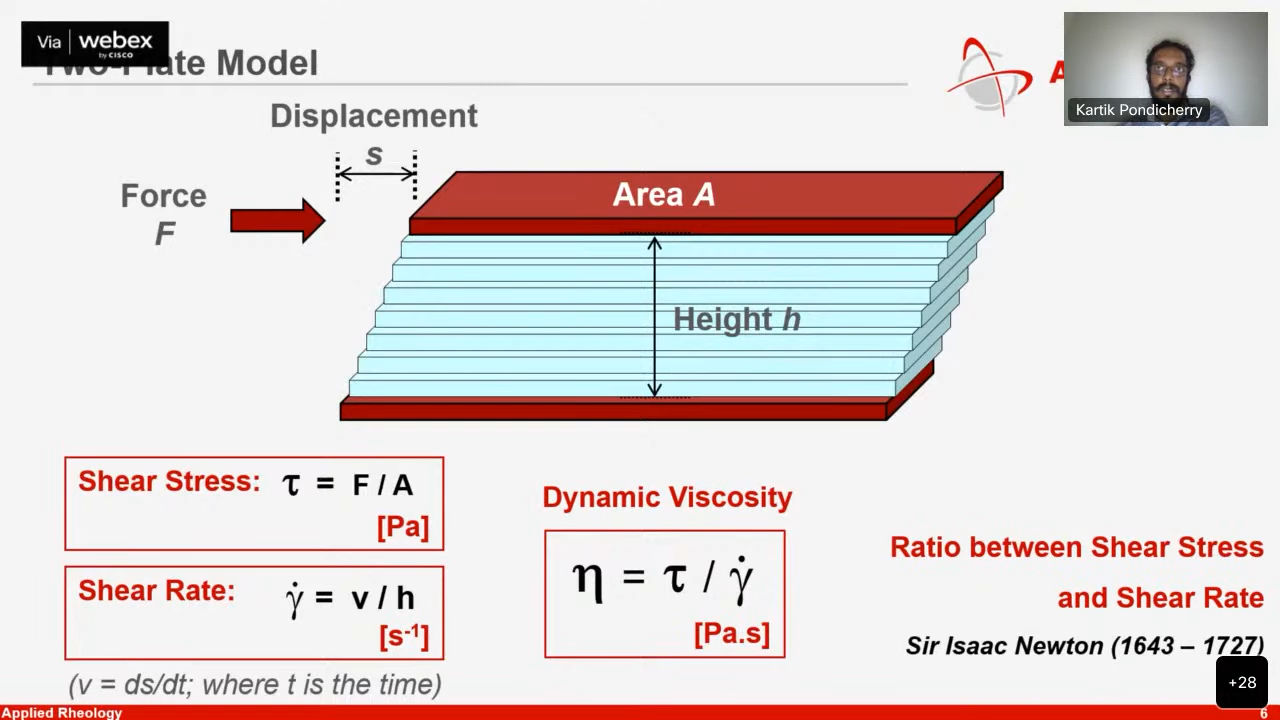 Via webex
by CISCO
Two-Plate Model
A
Kartik Pondicherry
Displacement
s
Force
F
Area A
Height h
Shear Stress: τ = F / A
[Pa]
Shear Rate: γ̇ = v / h
[s⁻¹]
(v = ds/dt; where t is the time)
Dynamic Viscosity
η = τ / γ̇
[Pa.s]
Ratio between Shear Stress
and Shear Rate
Sir Isaac Newton (1643 – 1727)
+28
Applied Rheology
6